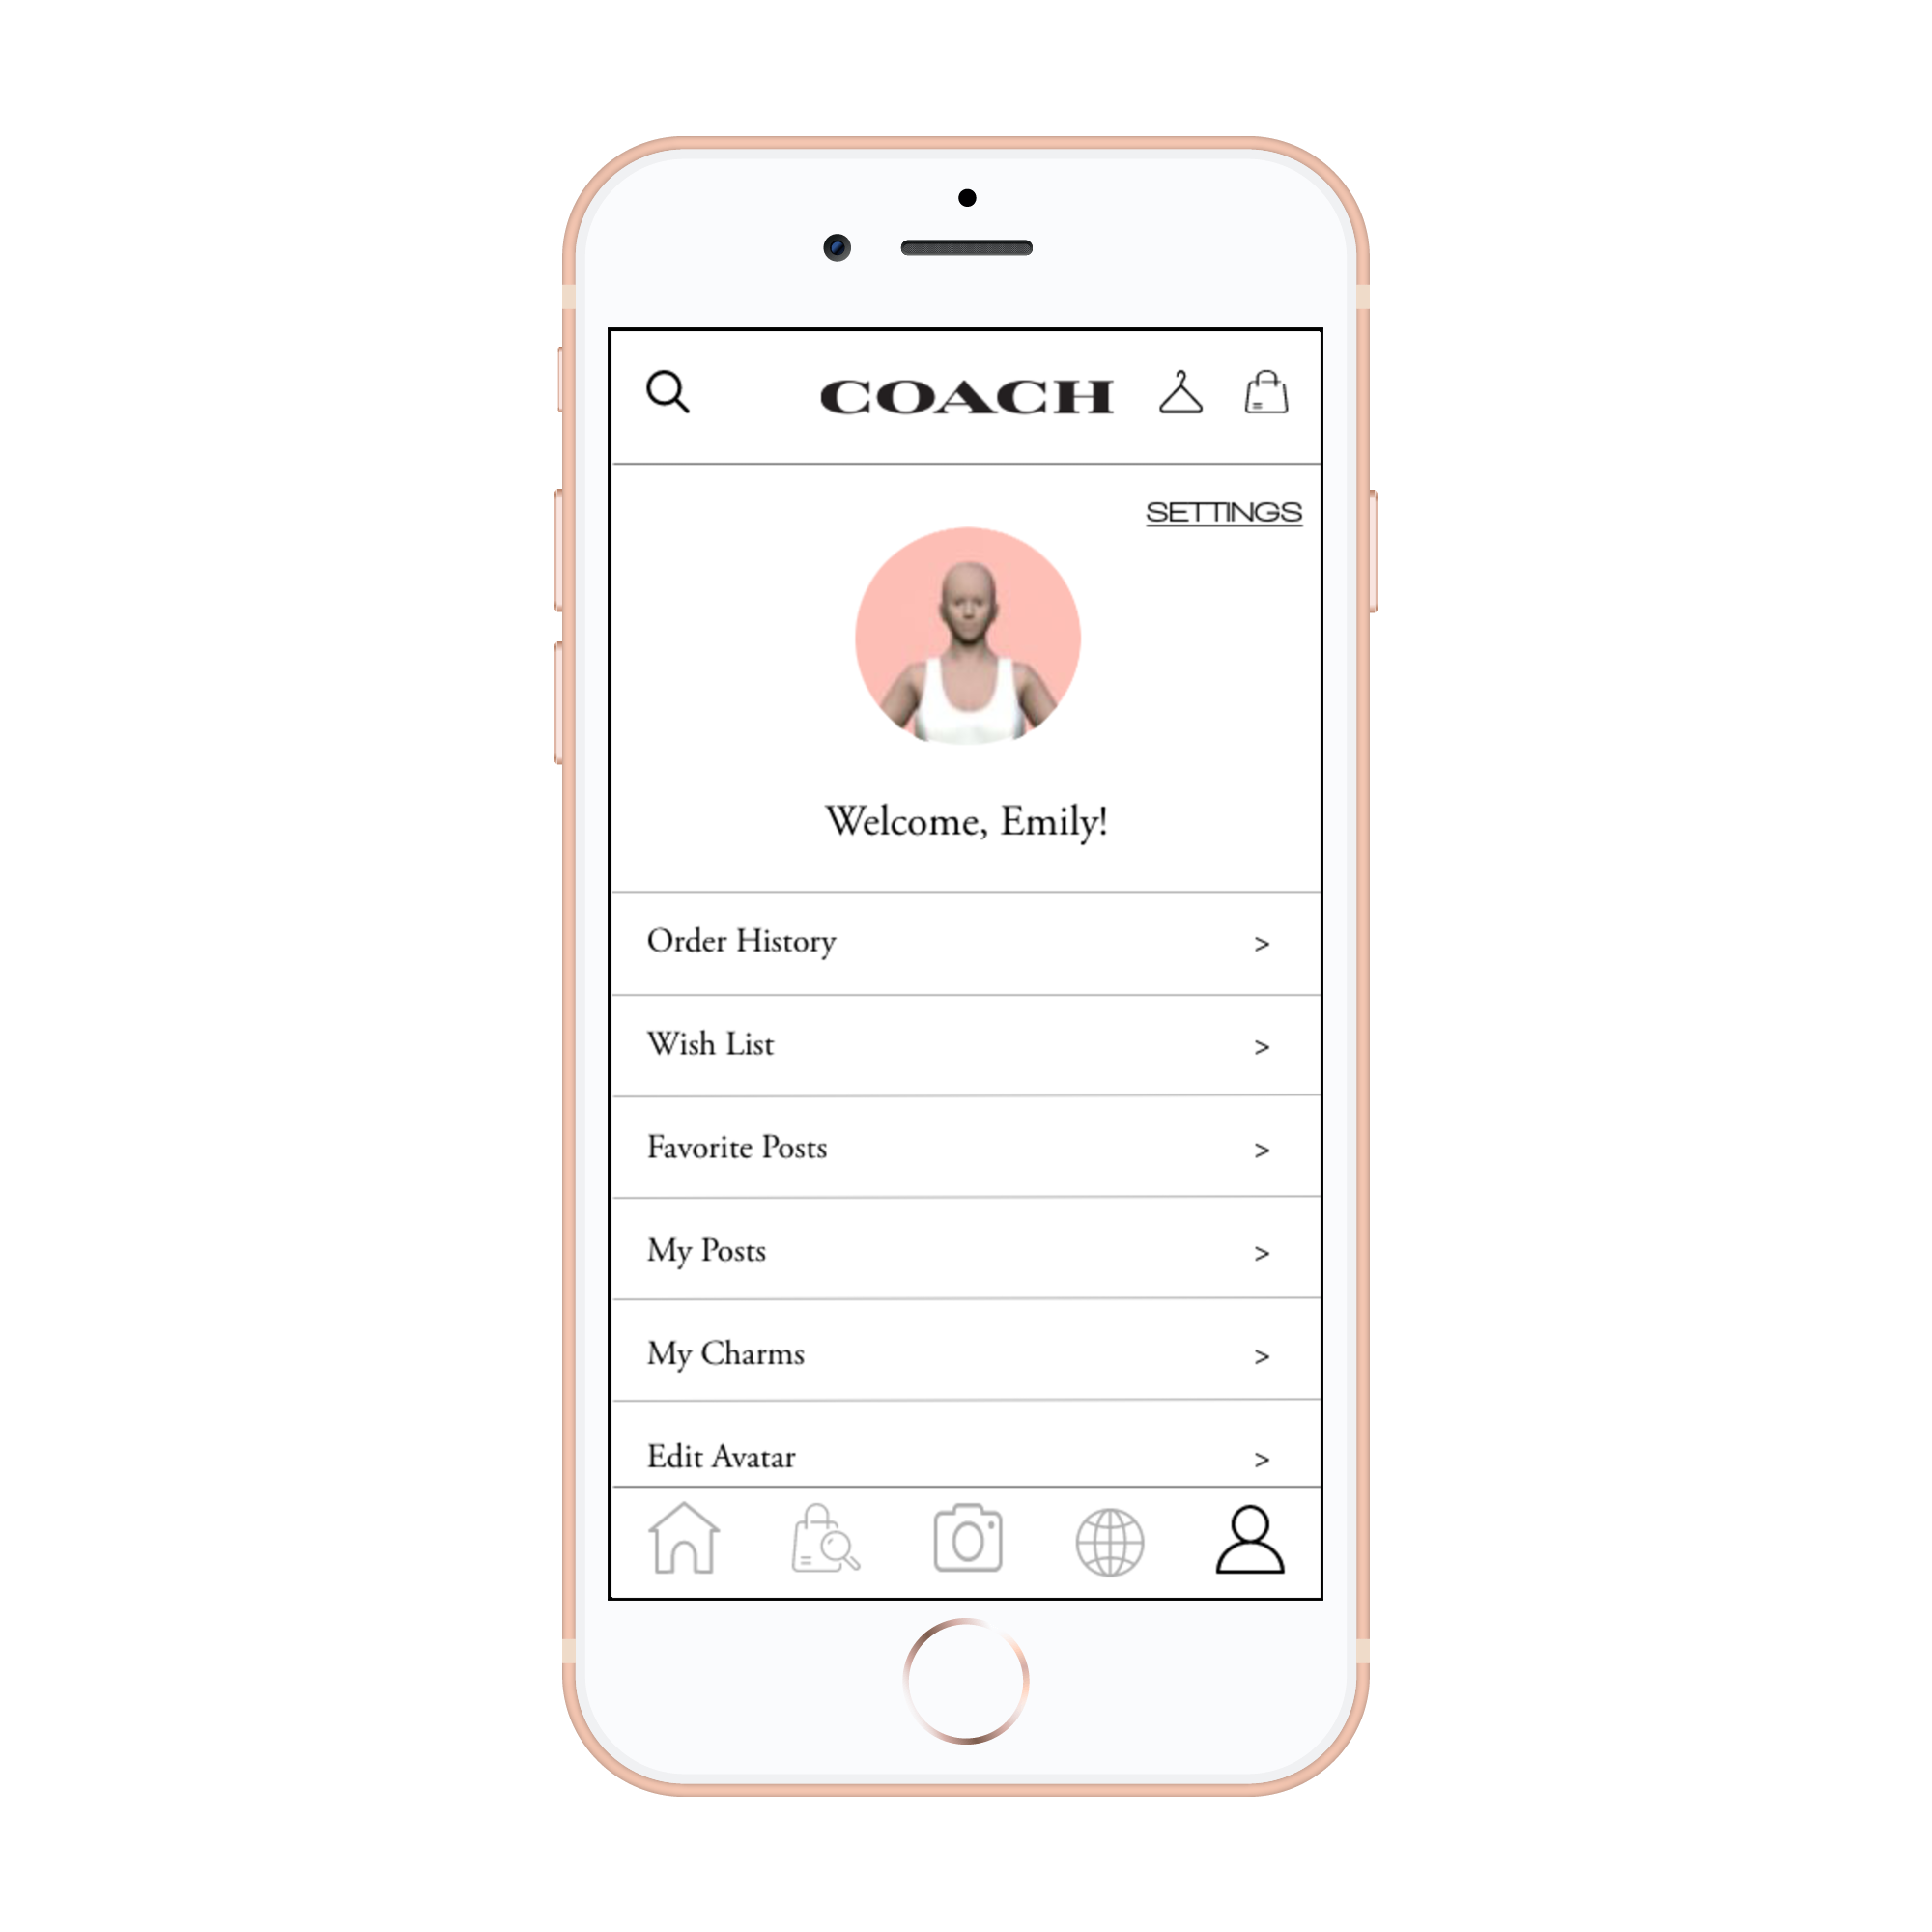 COACH
SETTINGS
Welcome, Emily!
Order History >
Wish List >
Favorite Posts >
My Posts >
My Charms >
Edit Avatar >